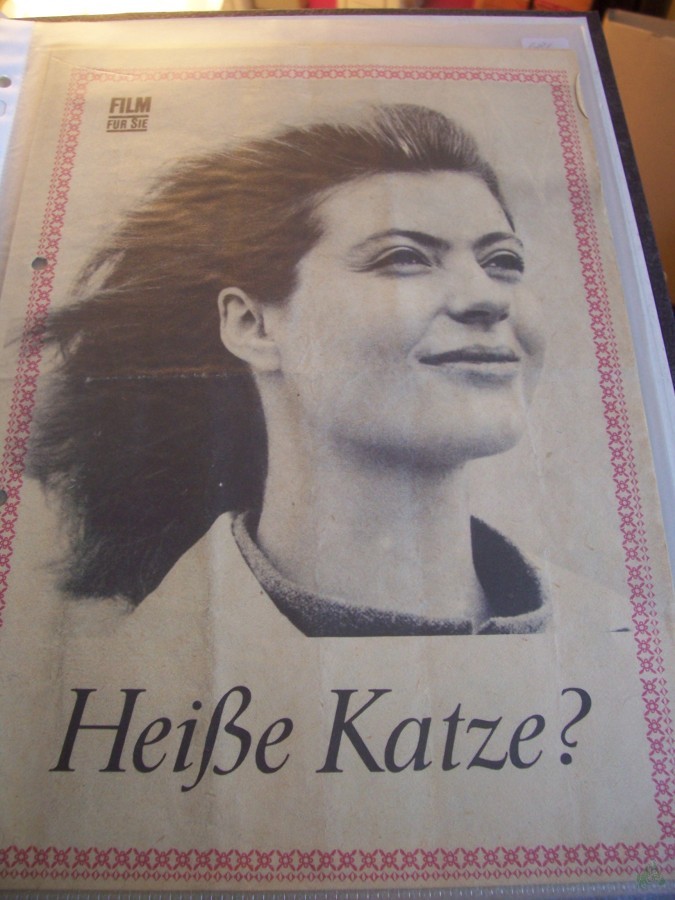 FILM
FÜR SIE
Heiße Katze?